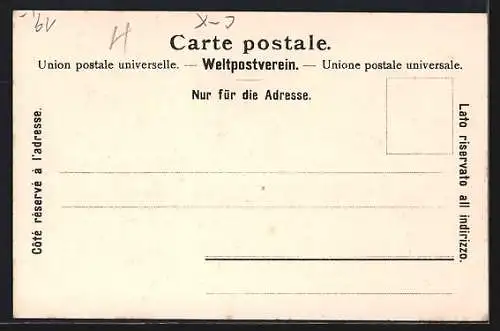 Carte postale.
Union postale universelle. — Weltpostverein. — Unione postale universale.
Nur für die Adresse.
Côté réservé à l'adresse.
Lato riservato all indirizzo.